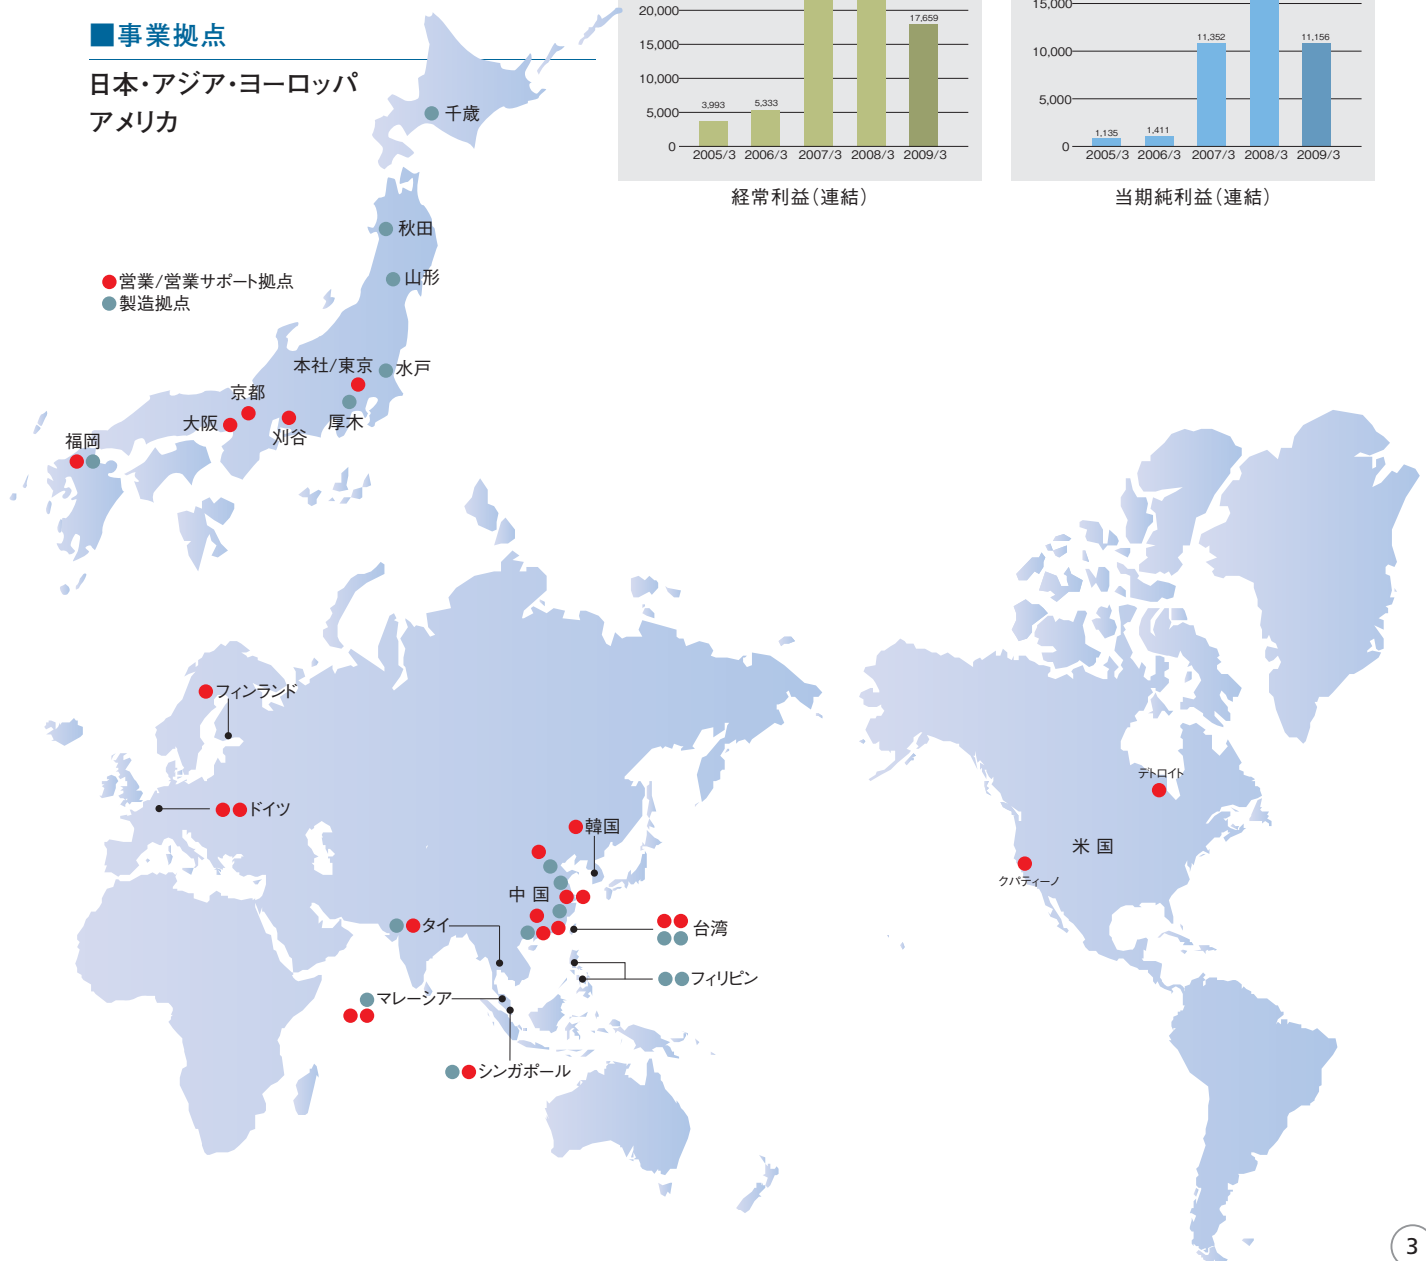 ■事業拠点
日本・アジア・ヨーロッパ
アメリカ
20,000
15,000
10,000
5,000
0
3,993
5,333
17,659
2005/3 2006/3 2007/3 2008/3 2009/3
経常利益(連結)
15,000
10,000
5,000
0
1,135
1,411
11,352
11,156
2005/3 2006/3 2007/3 2008/3 2009/3
当期純利益(連結)
●営業/営業サポート拠点
●製造拠点
千歳
秋田
山形
本社/東京
水戸
京都
大阪
刈谷
厚木
福岡
フィンランド
ドイツ
韓国
中 国
タイ
台湾
フィリピン
マレーシア
シンガポール
デトロイト
米 国
クパティーノ
3